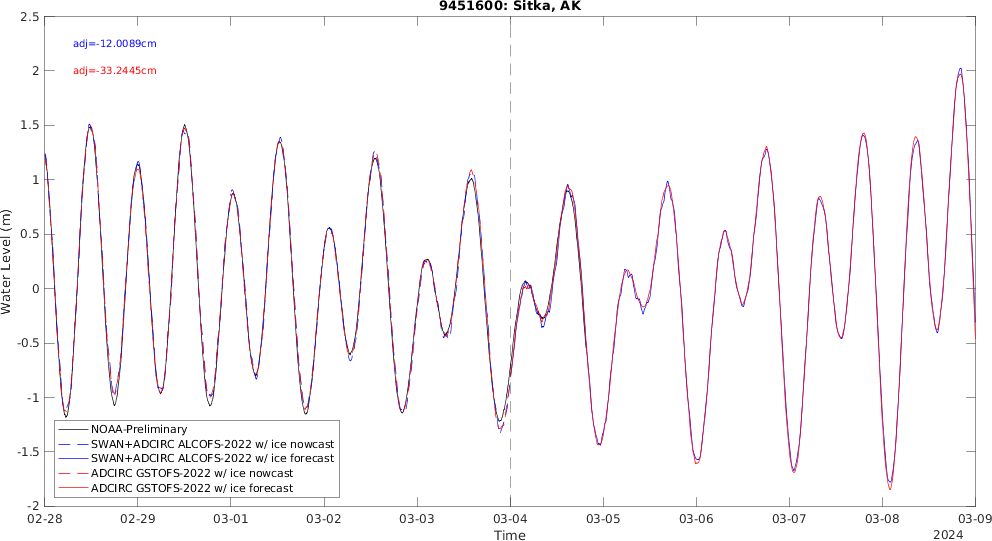 9451600: Sitka, AK
adj=-12.0089cm
adj=-33.2445cm
2.5
2
1.5
1
0.5
0
-0.5
-1
-1.5
-2
Water Level (m)
NOAA-Preliminary
SWAN+ADCIRC ALCOFS-2022 w/ ice nowcast
SWAN+ADCIRC ALCOFS-2022 w/ ice forecast
ADCIRC GSTOFS-2022 w/ ice nowcast
ADCIRC GSTOFS-2022 w/ ice forecast
02-28 02-29 03-01 03-02 03-03 03-04 03-05 03-06 03-07 03-08 03-09
Time
2024